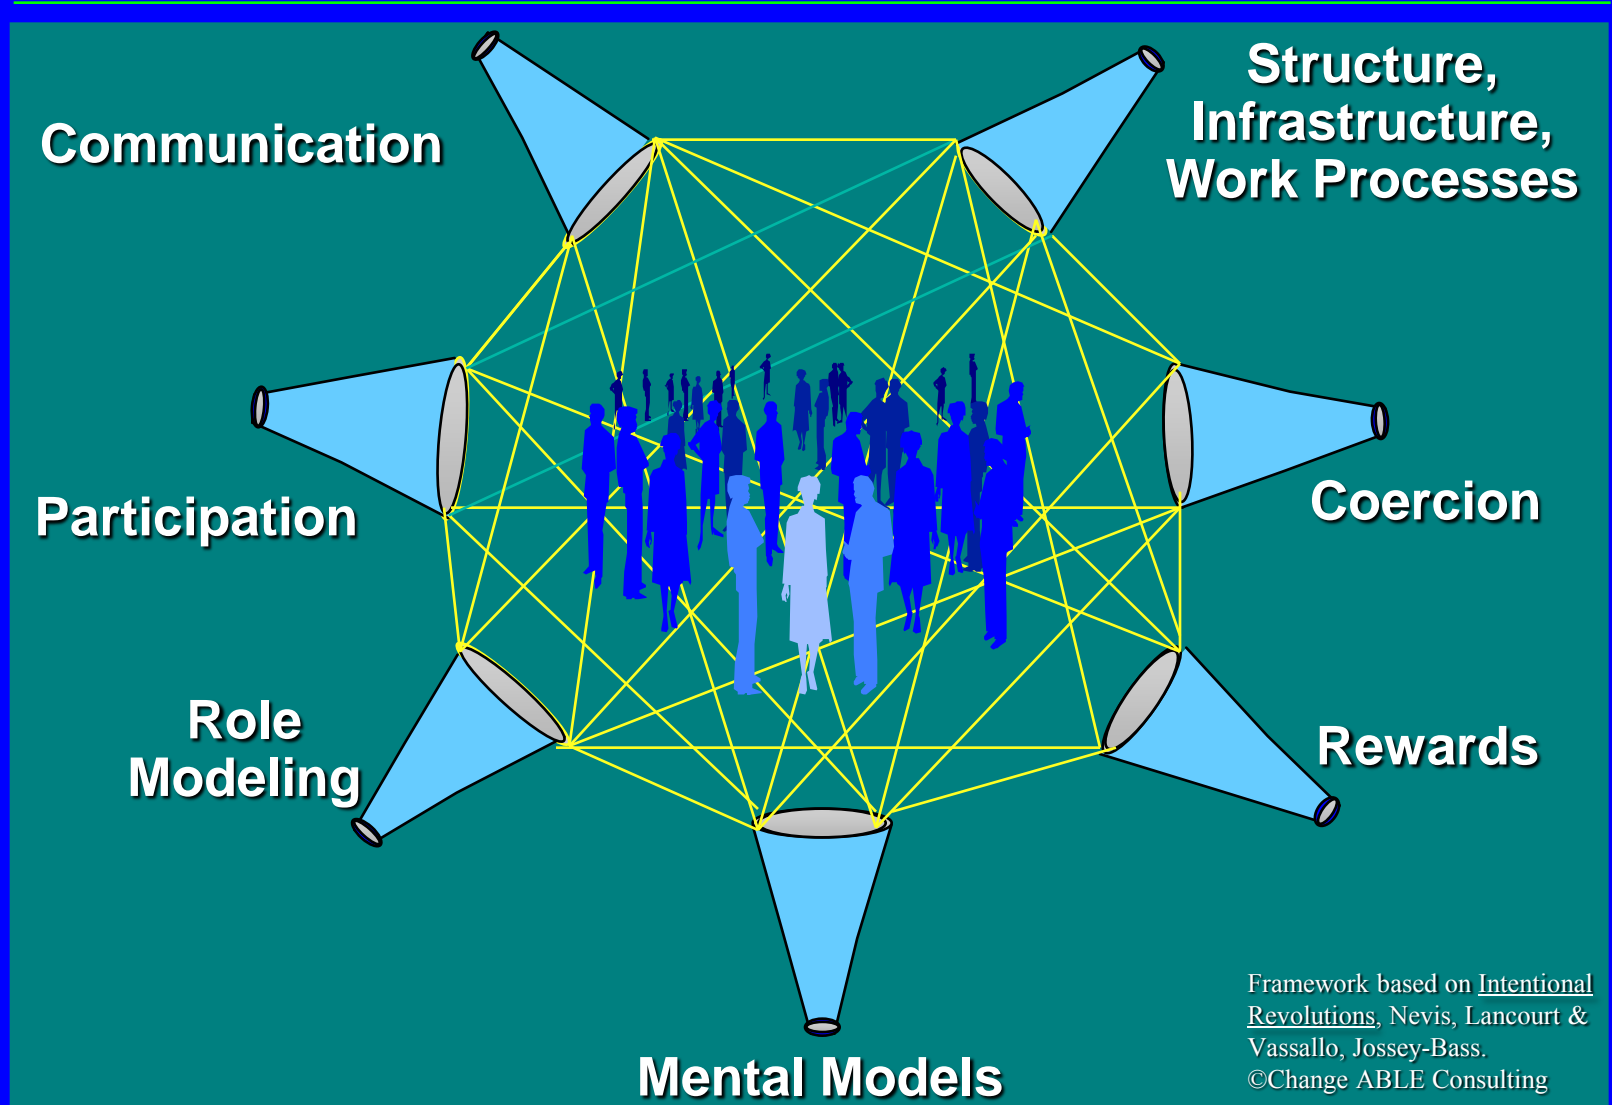 Communication
Structure,
Infrastructure,
Work Processes
Participation
Coercion
Role
Modeling
Rewards
Mental Models
Framework based on Intentional
Revolutions, Nevis, Lancourt &
Vassallo, Jossey-Bass.
©Change ABLE Consulting